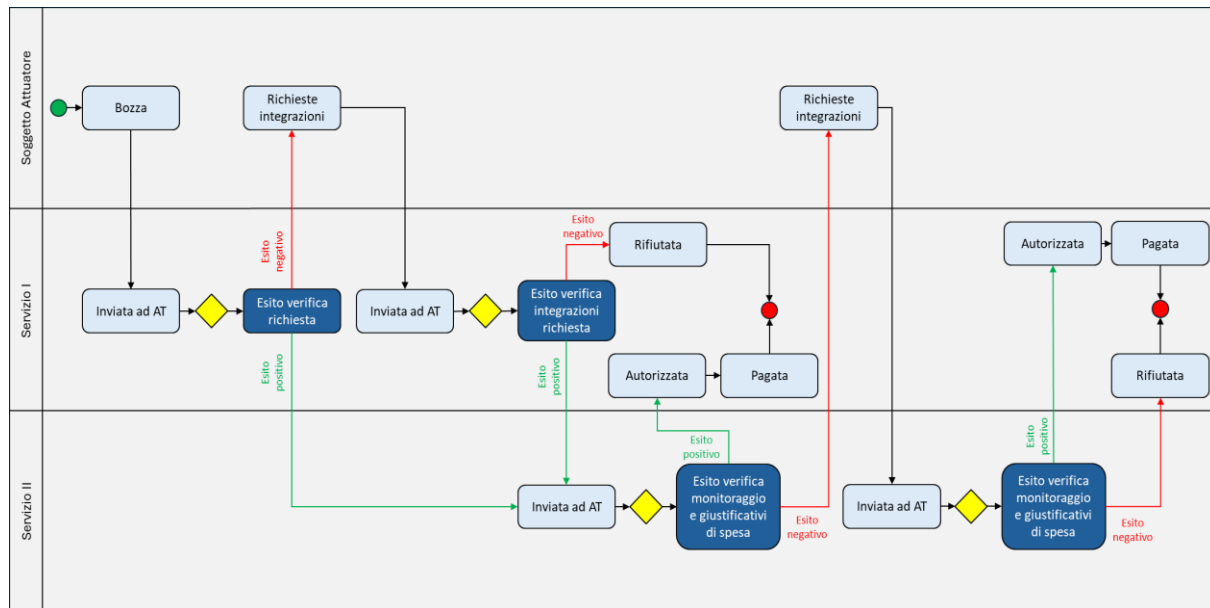 Soggetto Attuatore
Bozza
Richieste
integrazioni
Richieste
integrazioni
Servizio I
Inviata ad AT
Esito
negativo
Esito verifica
richiesta
Esito
positivo
Inviata ad AT
Esito
negativo
Esito verifica
integrazioni
richiesta
Esito
positivo
Rifiutata
Autorizzata
Pagata
Autorizzata
Pagata
Rifiutata
Servizio II
Inviata ad AT
Esito
positivo
Esito verifica
monitoraggio
e giustificativi
di spesa
Esito
negativo
Inviata ad AT
Esito
positivo
Esito verifica
monitoraggio
e giustificativi
di spesa
Esito
negativo